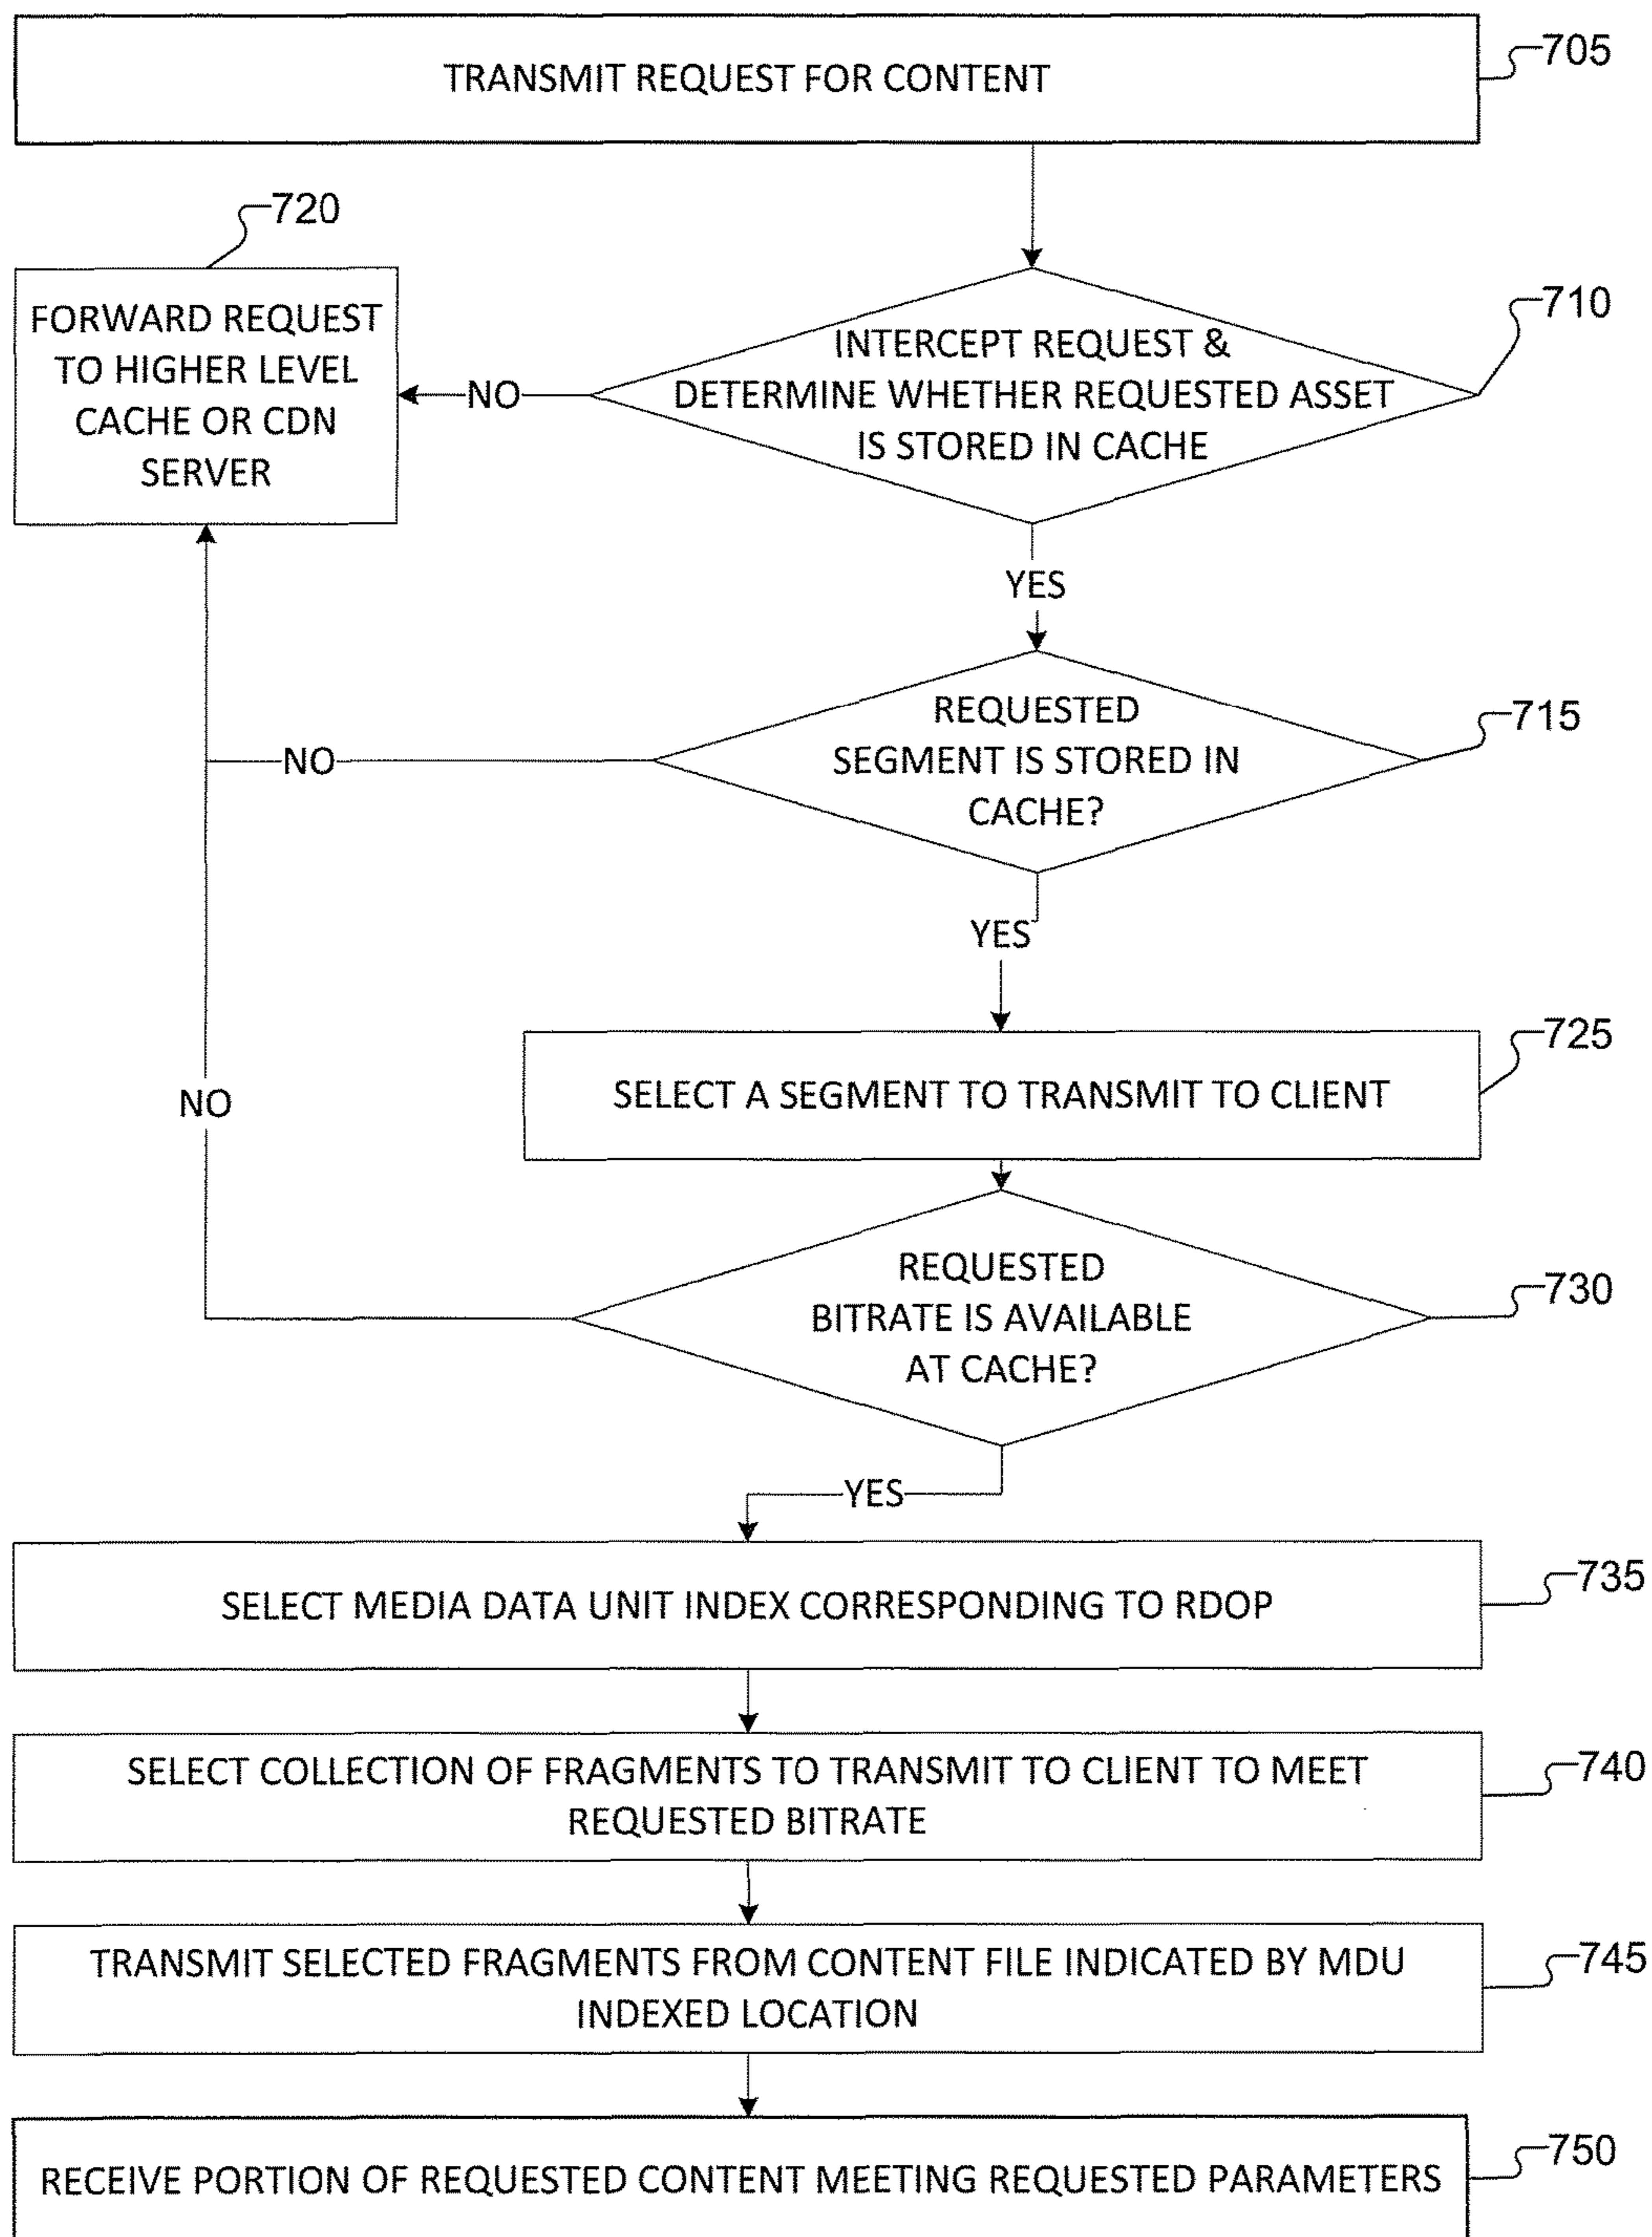 TRANSMIT REQUEST FOR CONTENT
705
720
FORWARD REQUEST
TO HIGHER LEVEL
CACHE OR CDN
SERVER
NO
INTERCEPT REQUEST &
DETERMINE WHETHER REQUESTED ASSET
IS STORED IN CACHE
710
YES
REQUESTED
SEGMENT IS STORED IN
CACHE?
715
NO
YES
SELECT A SEGMENT TO TRANSMIT TO CLIENT
725
NO
REQUESTED
BITRATE IS AVAILABLE
AT CACHE?
730
YES
SELECT MEDIA DATA UNIT INDEX CORRESPONDING TO RDOP
735
SELECT COLLECTION OF FRAGMENTS TO TRANSMIT TO CLIENT TO MEET
REQUESTED BITRATE
740
TRANSMIT SELECTED FRAGMENTS FROM CONTENT FILE INDICATED BY MDU
INDEXED LOCATION
745
RECEIVE PORTION OF REQUESTED CONTENT MEETING REQUESTED PARAMETERS
750